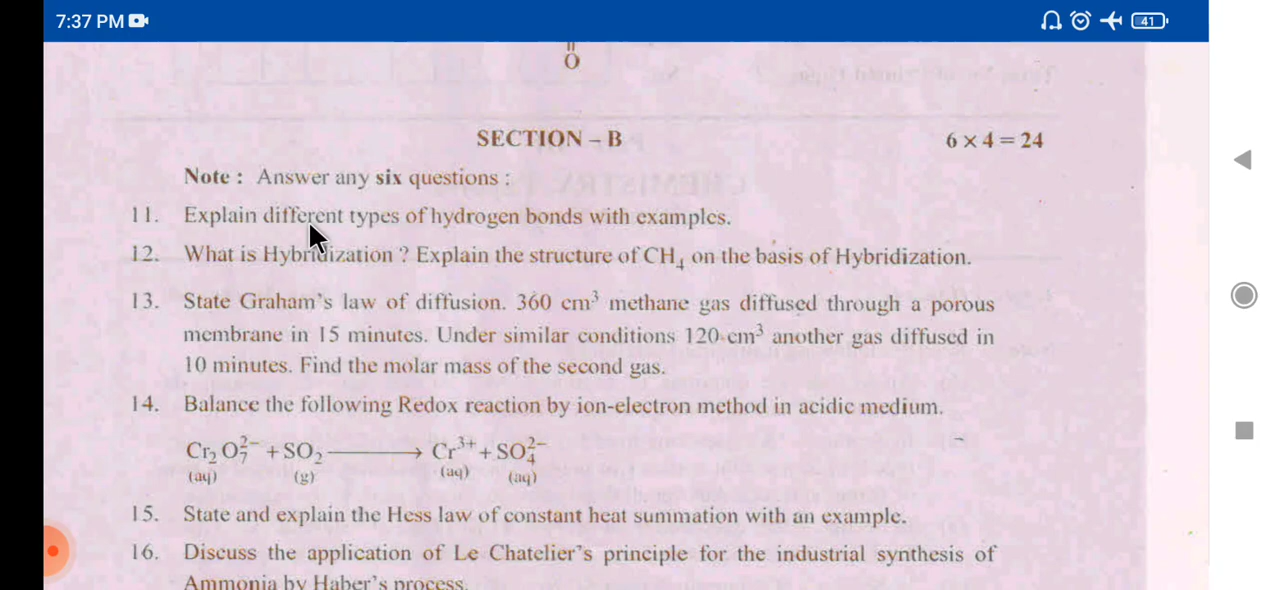 7:37 PM
41
O
SECTION – B 6 × 4 = 24
Note : Answer any six questions :
11. Explain different types of hydrogen bonds with examples.
12. What is Hybridization ? Explain the structure of CH₄ on the basis of Hybridization.
13. State Graham's law of diffusion. 360 cm³ methane gas diffused through a porous
membrane in 15 minutes. Under similar conditions 120 cm³ another gas diffused in
10 minutes. Find the molar mass of the second gas.
14. Balance the following Redox reaction by ion-electron method in acidic medium.
Cr₂O₇²⁻ + SO₂ ⟶ Cr³⁺ + SO₄²⁻
(aq) (g) (aq) (aq)
15. State and explain the Hess law of constant heat summation with an example.
16. Discuss the application of Le Chatelier's principle for the industrial synthesis of
Ammonia by Haber's process.